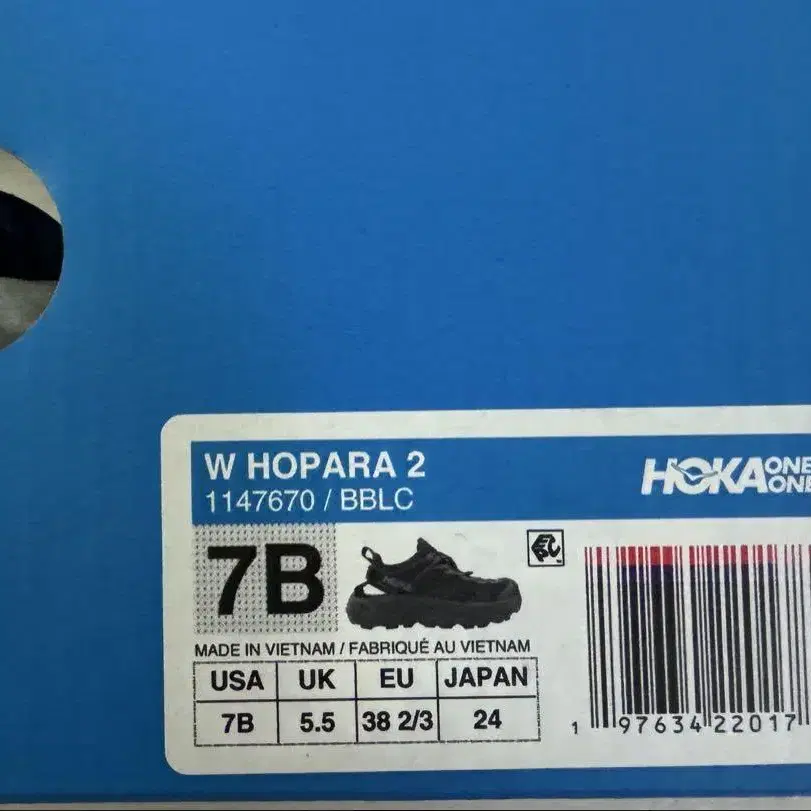 W HOPARA 2
1147670 / BBLC
HOKA ONE ONE
7B
MADE IN VIETNAM / FABRIQUÉ AU VIETNAM
USA UK EU JAPAN
7B 5.5 38 2/3 24
1 97634 22017